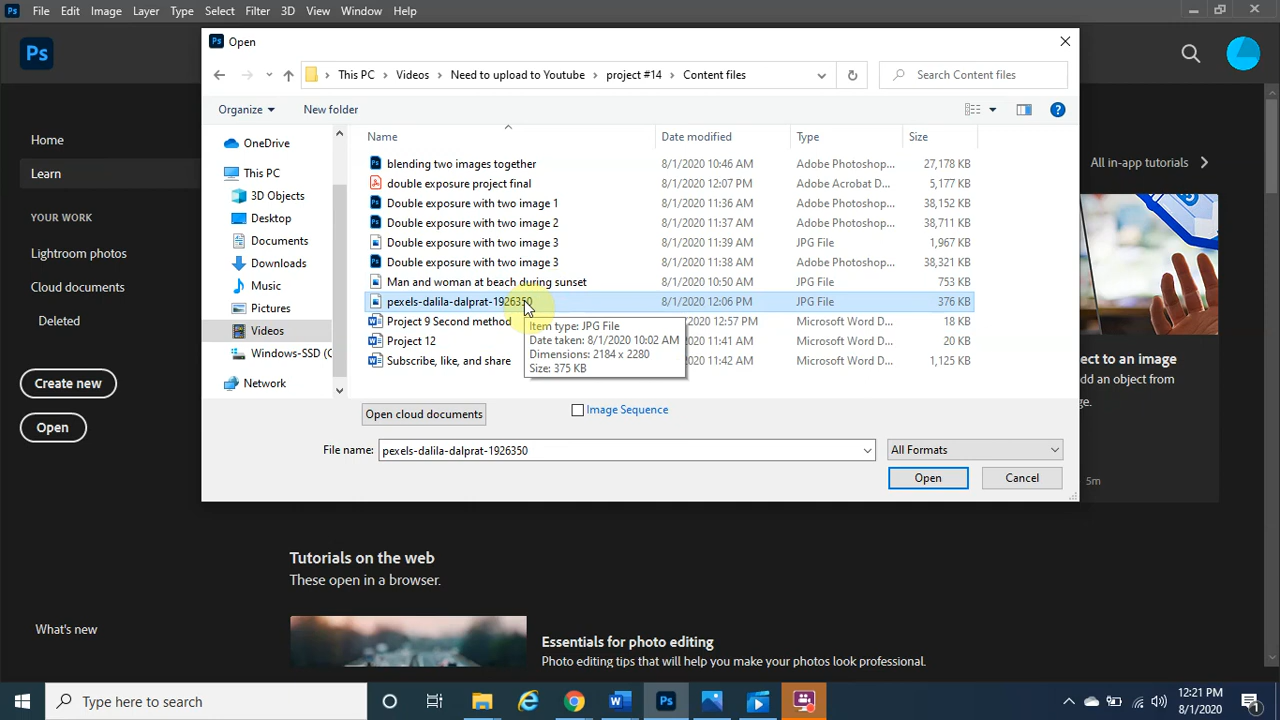 Ps File Edit Image Layer Type Select Filter 3D View Window Help
Ps
Home
Learn
YOUR WORK
Lightroom photos
Cloud documents
Deleted
Create new
Open
What's new
Ps Open
This PC > Videos > Need to upload to Youtube > project #14 > Content files
Search Content files
Organize New folder
OneDrive
This PC
3D Objects
Desktop
Documents
Downloads
Music
Pictures
Videos
Windows-SSD (C
Network
Name Date modified Type Size
blending two images together 8/1/2020 10:46 AM Adobe Photoshop... 27,178 KB
double exposure project final 8/1/2020 12:07 PM Adobe Acrobat D... 5,177 KB
Double exposure with two image 1 8/1/2020 11:36 AM Adobe Photoshop... 38,152 KB
Double exposure with two image 2 8/1/2020 11:37 AM Adobe Photoshop... 38,711 KB
Double exposure with two image 3 8/1/2020 11:39 AM JPG File 1,967 KB
Double exposure with two image 3 8/1/2020 11:38 AM Adobe Photoshop... 38,321 KB
Man and woman at beach during sunset 8/1/2020 10:50 AM JPG File 753 KB
pexels-dalila-dalprat-1926350 8/1/2020 12:06 PM JPG File 376 KB
Project 9 Second method /2020 12:57 PM Microsoft Word D... 18 KB
Project 12 /2020 11:41 AM Microsoft Word D... 20 KB
Subscribe, like, and share /2020 11:42 AM Microsoft Word D... 1,125 KB
Item type: JPG File
Date taken: 8/1/2020 10:02 AM
Dimensions: 2184 x 2280
Size: 375 KB
Open cloud documents
Image Sequence
File name: pexels-dalila-dalprat-1926350 All Formats
Open Cancel
All in-app tutorials
ect to an image
dd an object from
ge.
5m
Tutorials on the web
These open in a browser.
Essentials for photo editing
Photo editing tips that will help you make your photos look professional.
Type here to search
12:21 PM
8/1/2020
1